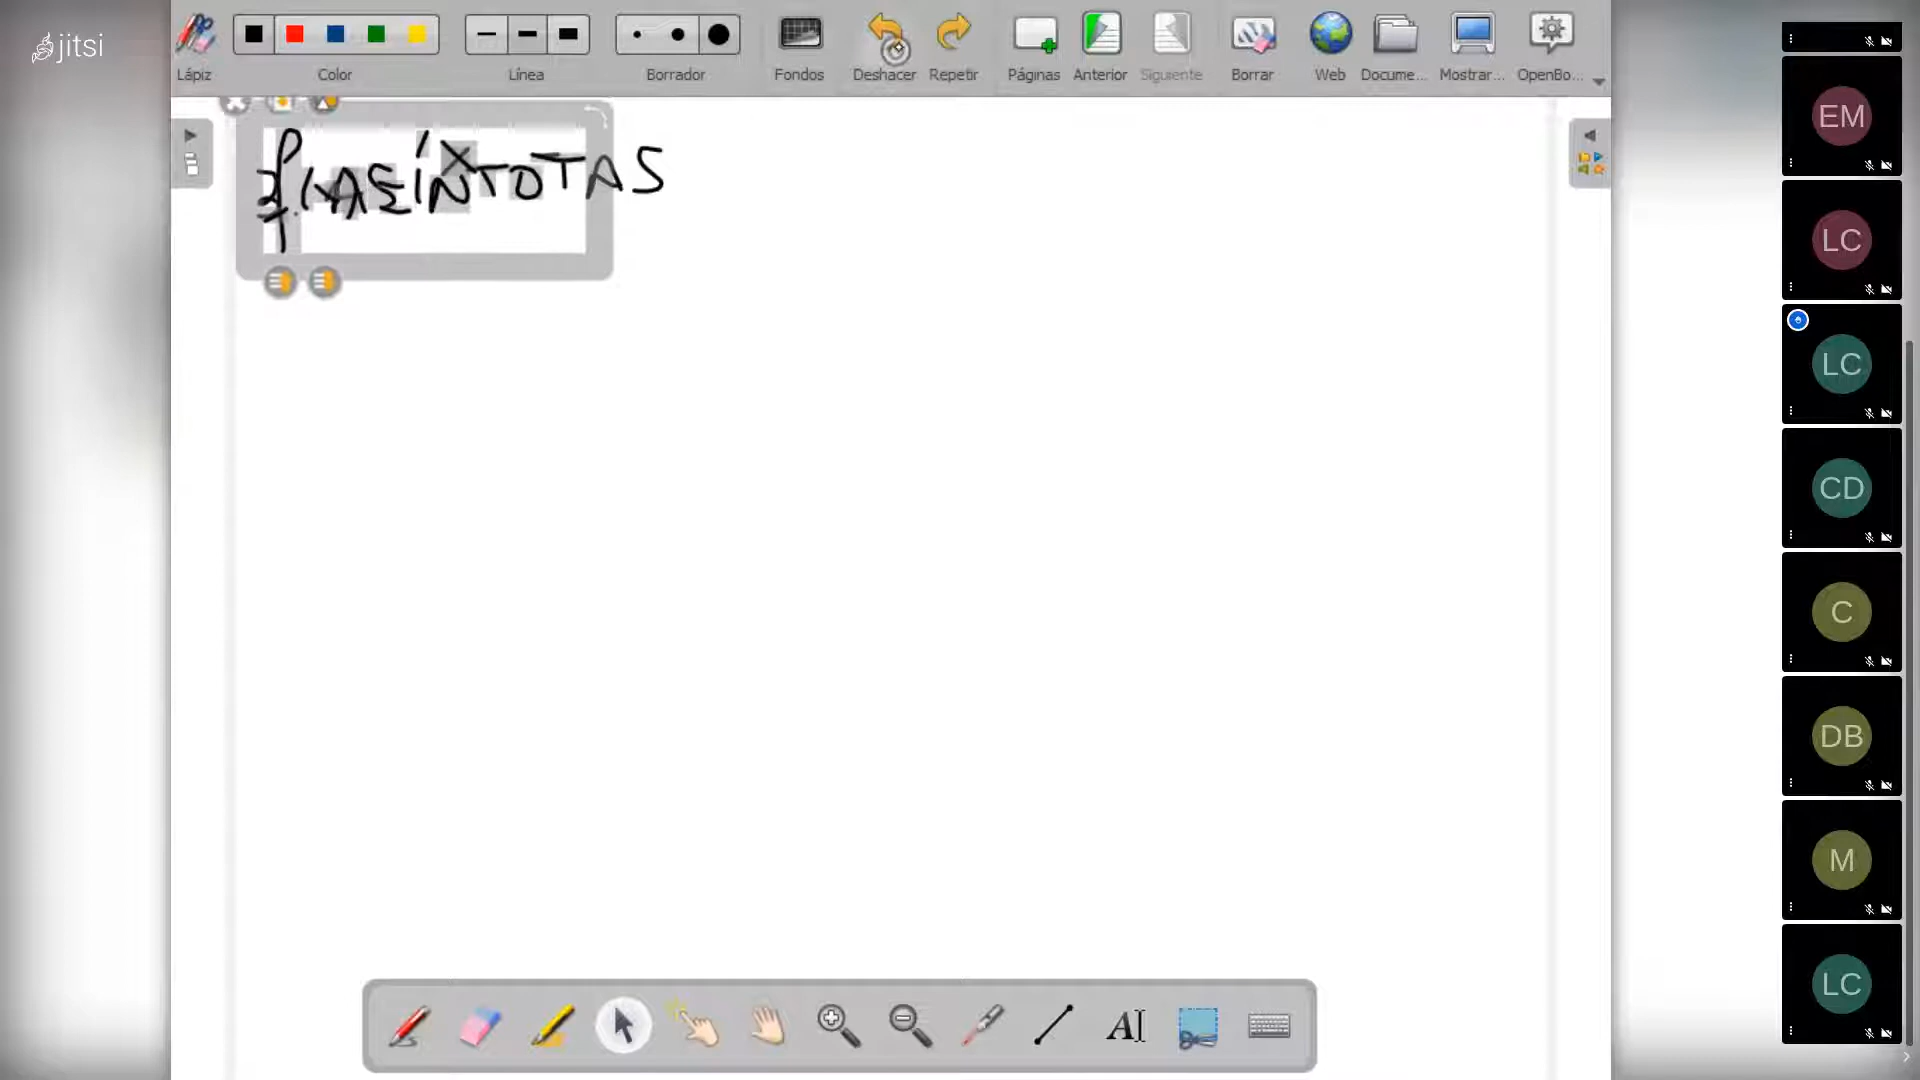 jitsi
Lápiz Color Línea Borrador Fondos Deshacer Repetir Páginas Anterior Siguiente Borrar Web Docume... Mostrar... OpenBo...
EM
LC
LC
CD
C
DB
M
LC
A